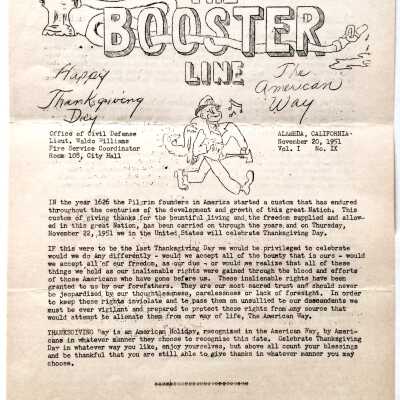 THE
BOOSTER
LINE
Happy
Thanksgiving
Day
The
American
Way
Office of Civil Defense
Lieut. Waldo Williams
Fire Service Coordinator
Room 108, City Hall
ALAMEDA, CALIFORNIA
November 20, 1951
Vol. I No. IX
IN the year 1626 the Pilgrim founders in America started a custom that has endured
throughout the centuries of the development and growth of this great Nation. This
custom of giving thanks for the bountiful living and the freedom supplied and allow-
ed in this great Nation, has been carried on through the years and on Thursday,
November 22, 1951 we in the United States will celebrate Thanksgiving Day.
IF this were to be the last Thanksgiving Day we would be privileged to celebrate
would we do any differently - would we accept all of the bounty that is ours - would
we accept all of our freedom, as our due - or would we realize that all of these
things we hold as our inalienable rights were gained through the blood and efforts
of those Americans who have gone before us. These inalienable rights have been
granted to us by our forefathers. They are our most sacred trust and should never
be jeopardized by our thoughtlessness, carelessness or lack of foresight. In order
to keep these rights inviolate and to pass them on unsullied to our descendents we
must be ever vigilant and prepared to protect these rights from any source that
would attempt to alienate them from our way of life, The American Way.
THANKSGIVING Day is an American Holiday, recognized in the American Way, by Ameri-
cans in whatever manner they choose to recognize this date. Celebrate Thanksgiving
Day in whatever way you like, enjoy yourselves, but above all count your blessings
and be thankful that you are still able to give thanks in whatever manner you may
choose.